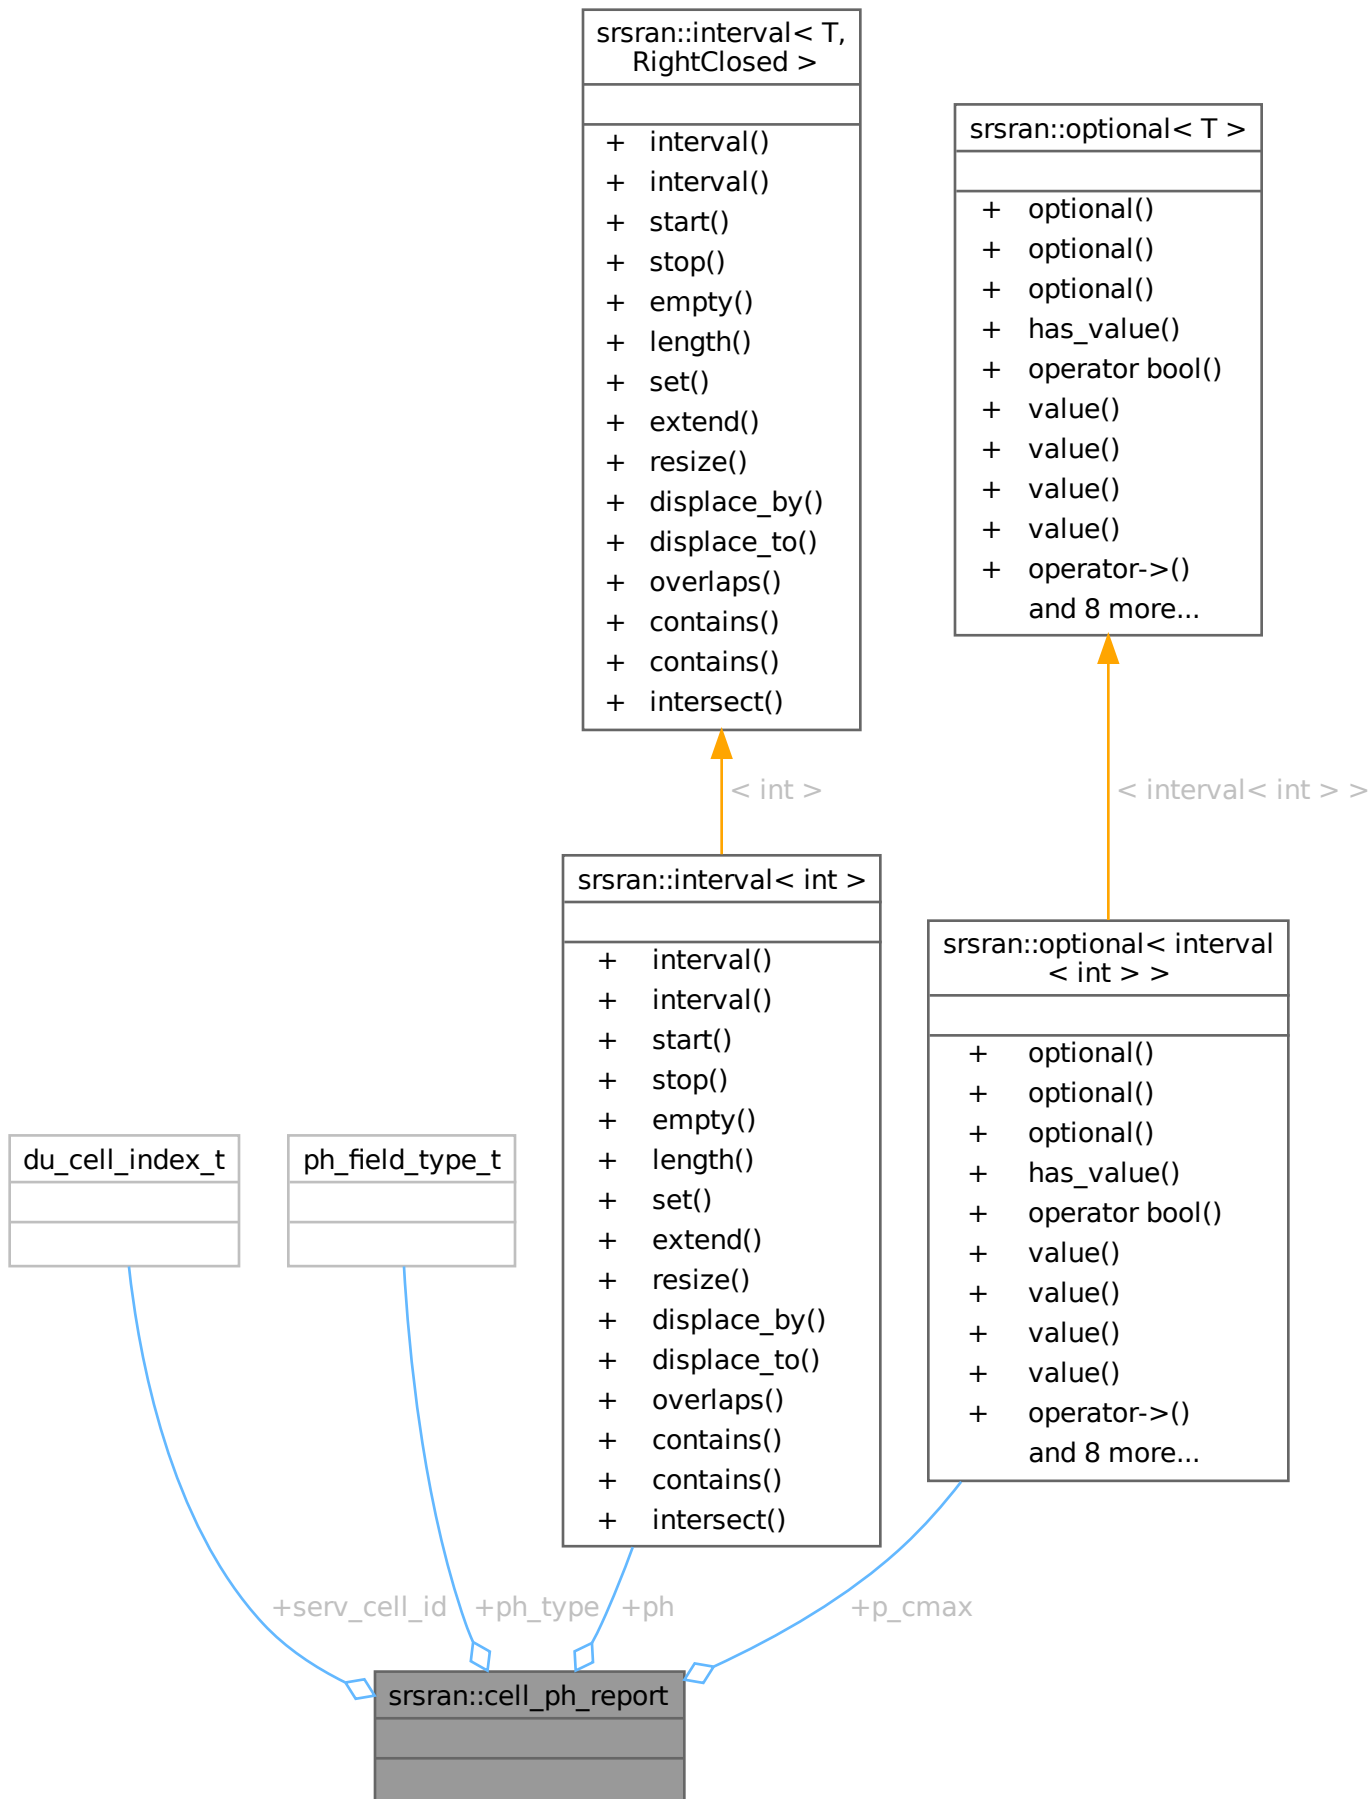 srsran::interval< T,
RightClosed >
+ interval()
+ interval()
+ start()
+ stop()
+ empty()
+ length()
+ set()
+ extend()
+ resize()
+ displace_by()
+ displace_to()
+ overlaps()
+ contains()
+ contains()
+ intersect()
srsran::optional< T >
+ optional()
+ optional()
+ optional()
+ has_value()
+ operator bool()
+ value()
+ value()
+ value()
+ value()
+ operator->()
and 8 more...
< int >
< interval< int > >
srsran::interval< int >
+ interval()
+ interval()
+ start()
+ stop()
+ empty()
+ length()
+ set()
+ extend()
+ resize()
+ displace_by()
+ displace_to()
+ overlaps()
+ contains()
+ contains()
+ intersect()
srsran::optional< interval
< int > >
+ optional()
+ optional()
+ optional()
+ has_value()
+ operator bool()
+ value()
+ value()
+ value()
+ value()
+ operator->()
and 8 more...
du_cell_index_t
ph_field_type_t
+serv_cell_id
+ph_type
+ph
+p_cmax
srsran::cell_ph_report